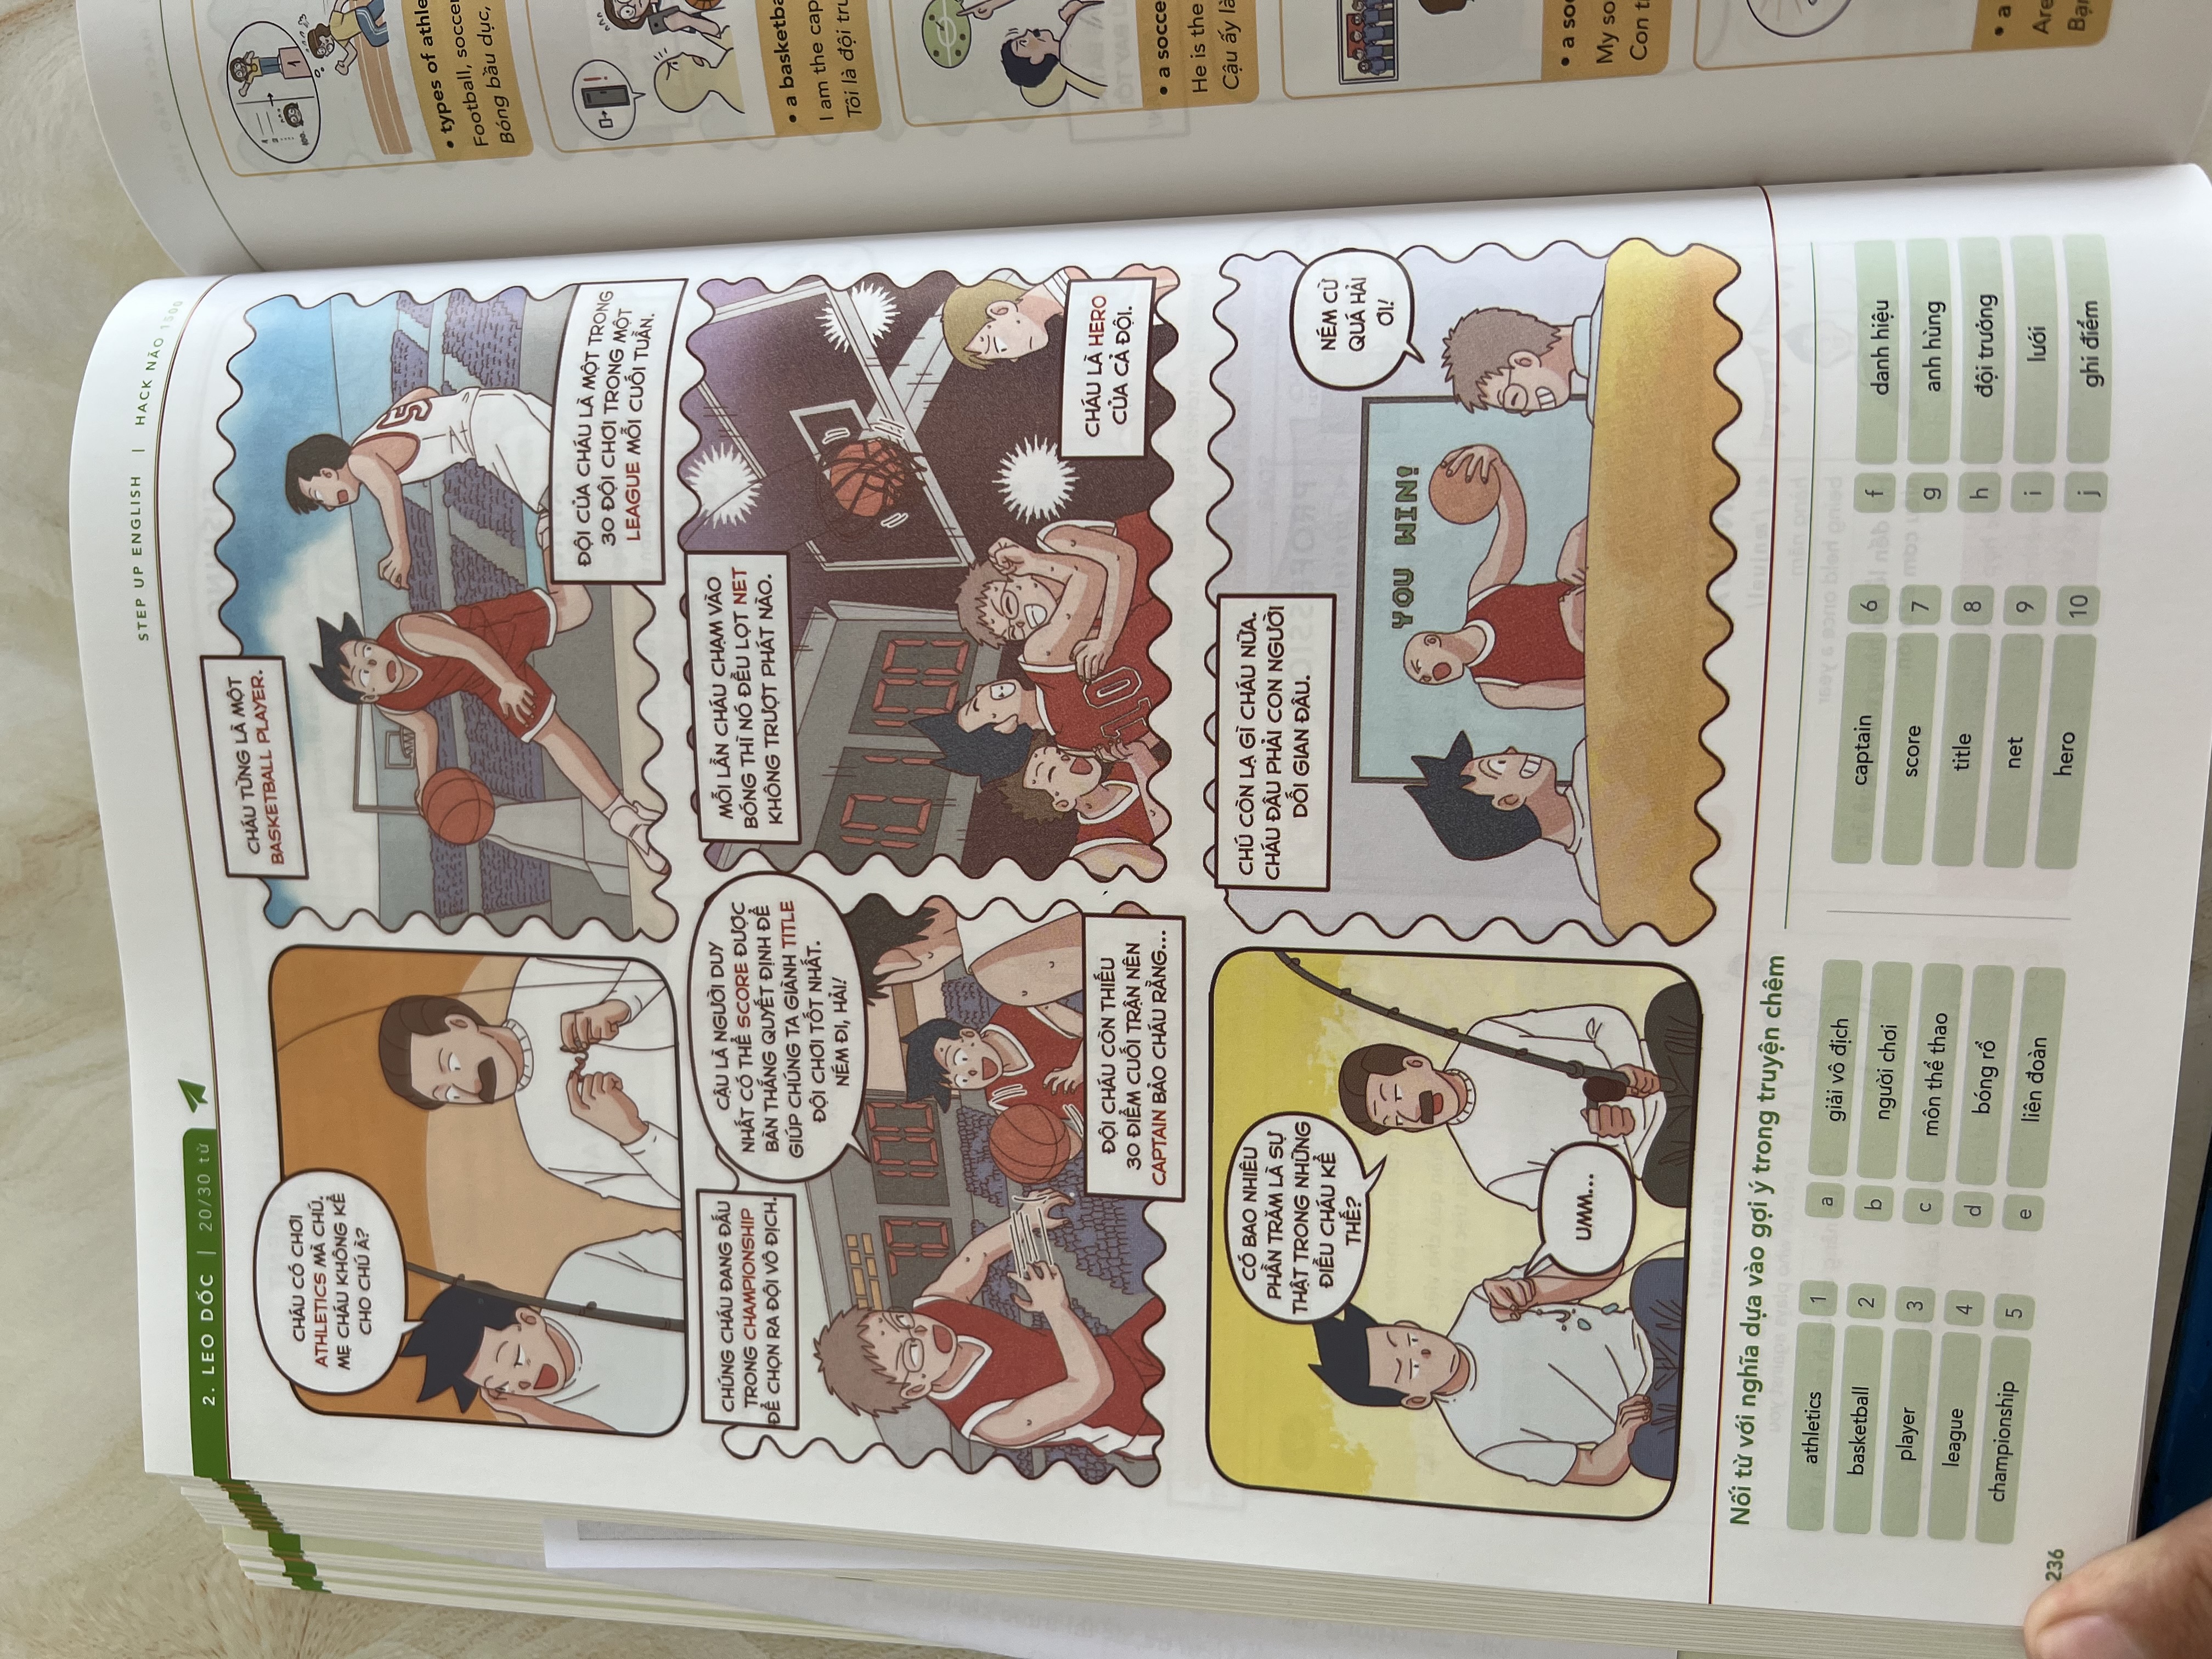 STEP UP ENGLISH | HACK NÃO 1500
2. LEO DỐC | 20/30 từ
CHÁU CÓ CHƠI
ATHLETICS MÀ CHÚ.
MẸ CHÁU KHÔNG KỂ
CHO CHÚ À?
CHÁU TỪNG LÀ MỘT
BASKETBALL PLAYER.
5
ĐỘI CỦA CHÁU LÀ MỘT TRONG
30 ĐỘI CHƠI TRONG MỘT
LEAGUE MỖI CUỐI TUẦN.
CHÚNG CHÁU ĐANG ĐẤU
TRONG CHAMPIONSHIP
ĐỂ CHỌN RA ĐỘI VÔ ĐỊCH.
CẬU LÀ NGƯỜI DUY
NHẤT CÓ THỂ SCORE ĐƯỢC
BÀN THẮNG QUYẾT ĐỊNH ĐỂ
GIÚP CHÚNG TA GIÀNH TITLE
ĐỘI CHƠI TỐT NHẤT.
NÉM ĐI, HẢI!
70 100
ĐỘI CHÁU CÒN THIẾU
30 ĐIỂM CUỐI TRẬN NÊN
CAPTAIN BẢO CHÁU RẰNG...
MỖI LẦN CHÁU CHẠM VÀO
BÓNG THÌ NÓ ĐỀU LỌT NET
KHÔNG TRƯỢT PHÁT NÀO.
101 100
10
CHÁU LÀ HERO
CỦA CẢ ĐỘI.
CÓ BAO NHIÊU
PHẦN TRĂM LÀ SỰ
THẬT TRONG NHỮNG
ĐIỀU CHÁU KỂ
THẾ?
UMM...
CHÚ CÒN LẠ GÌ CHÁU NỮA.
CHÁU ĐÂU PHẢI CON NGƯỜI
DỐI GIAN ĐÂU.
NÉM CỪ
QUÁ HẢI
ƠI!
YOU WIN!
Nối từ với nghĩa dựa vào gợi ý trong truyện chêm
athletics 1 a giải vô địch
basketball 2 b người chơi
player 3 c môn thể thao
league 4 d bóng rổ
championship 5 e liên đoàn
captain 6 f danh hiệu
score 7 g anh hùng
title 8 h đội trưởng
net 9 i lưới
hero 10 j ghi điểm
236
1
• types of athle
Football, soccer
Bóng bầu dục,
• a basketba
I am the cap
Tôi là đội trư
• a socce
He is the
Cậu ấy là
• a so
My so
Con t
• a
Are
Bạ